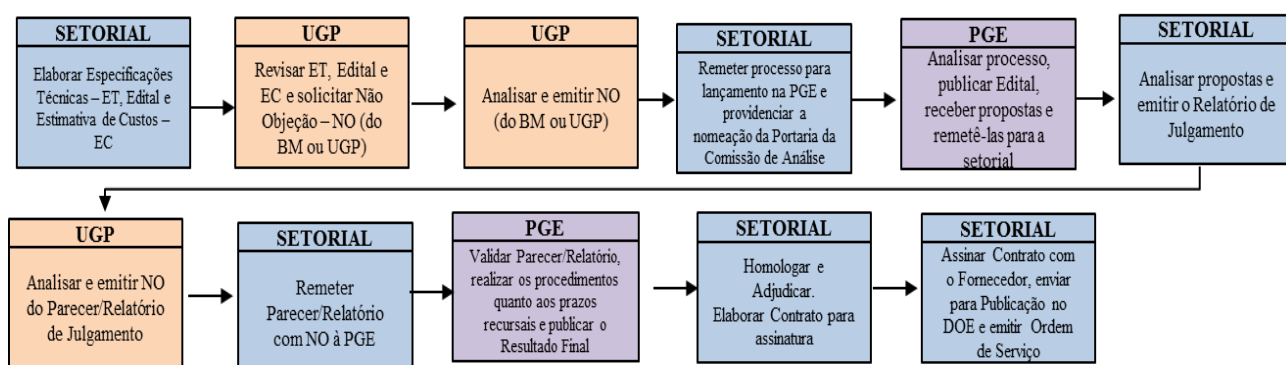 SETORIAL
Elaborar Especificações
Técnicas – ET, Edital e
Estimativa de Custos –
EC
UGP
Revisar ET, Edital e
EC e solicitar Não
Objeção – NO (do
BM ou UGP)
UGP
Analisar e emitir NO
(do BM ou UGP)
SETORIAL
Remeter processo para
lançamento na PGE e
providenciar a
nomeação da Portaria da
Comissão de Análise
PGE
Analisar processo,
publicar Edital,
receber propostas e
remetê-las para a
setorial
SETORIAL
Analisar propostas e
emitir o Relatório de
Julgamento
UGP
Analisar e emitir NO
do Parecer/Relatório
de Julgamento
SETORIAL
Remeter
Parecer/Relatório
com NO à PGE
PGE
Validar Parecer/Relatório,
realizar os procedimentos
quanto aos prazos
recursais e publicar o
Resultado Final
SETORIAL
Homologar e
Adjudicar.
Elaborar Contrato para
assinatura
SETORIAL
Assinar Contrato com
o Fornecedor, enviar
para Publicação no
DOE e emitir Ordem
de Serviço